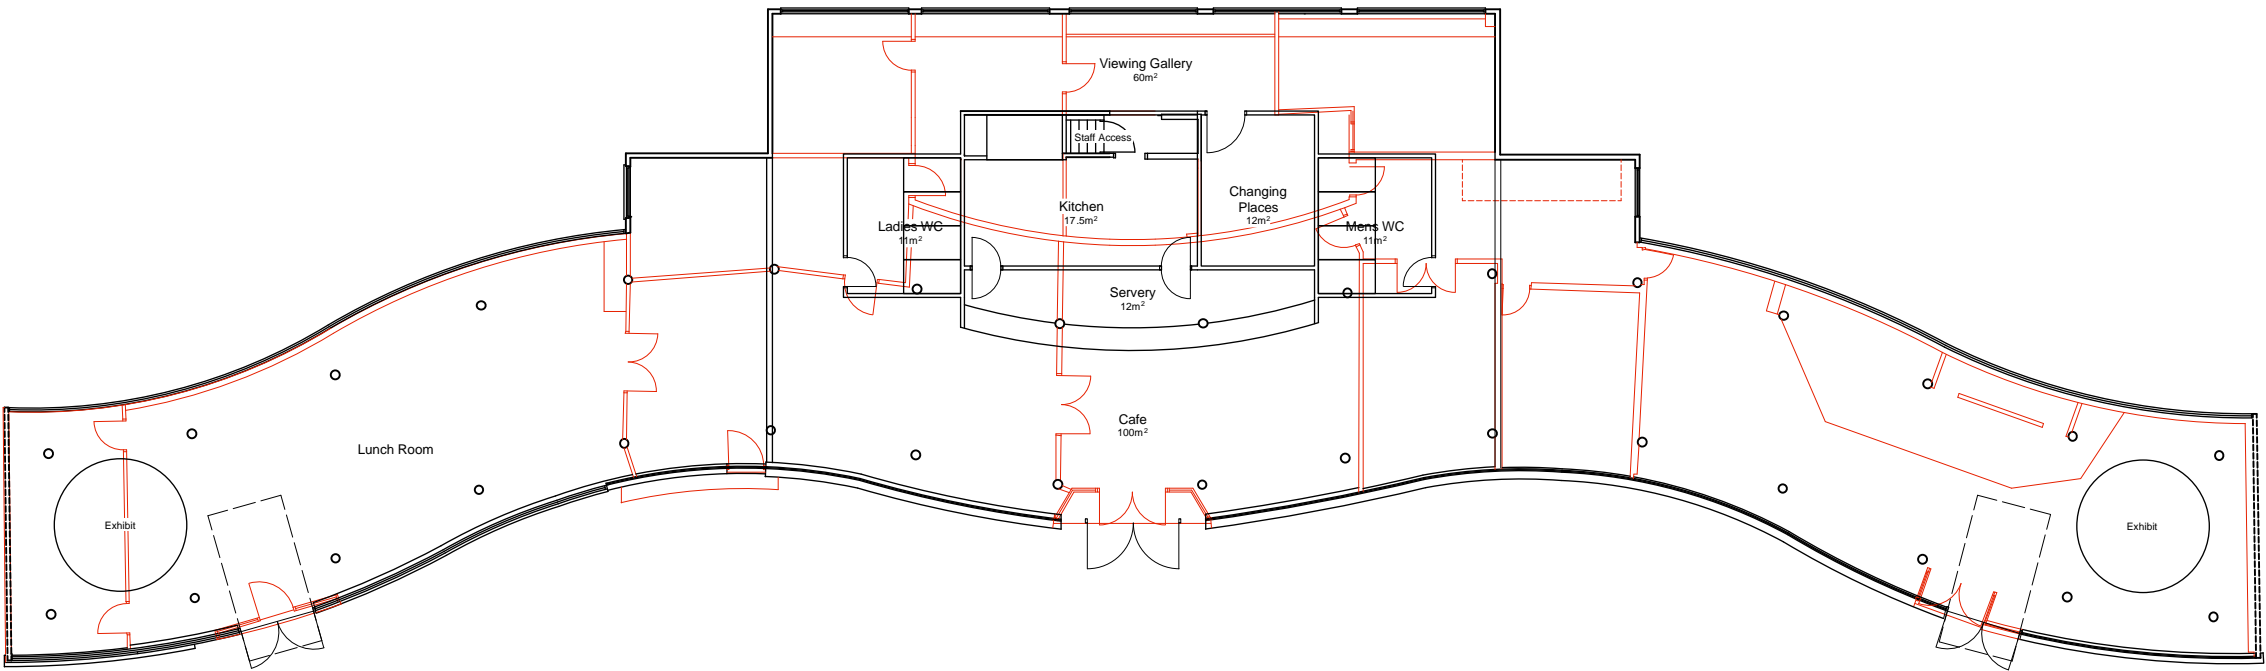 Viewing Gallery
60m²
Staff Access
Kitchen
17.5m²
Changing
Places
12m²
Ladies WC
11m²
Mens WC
11m²
Servery
12m²
Cafe
100m²
Lunch Room
Exhibit
Exhibit